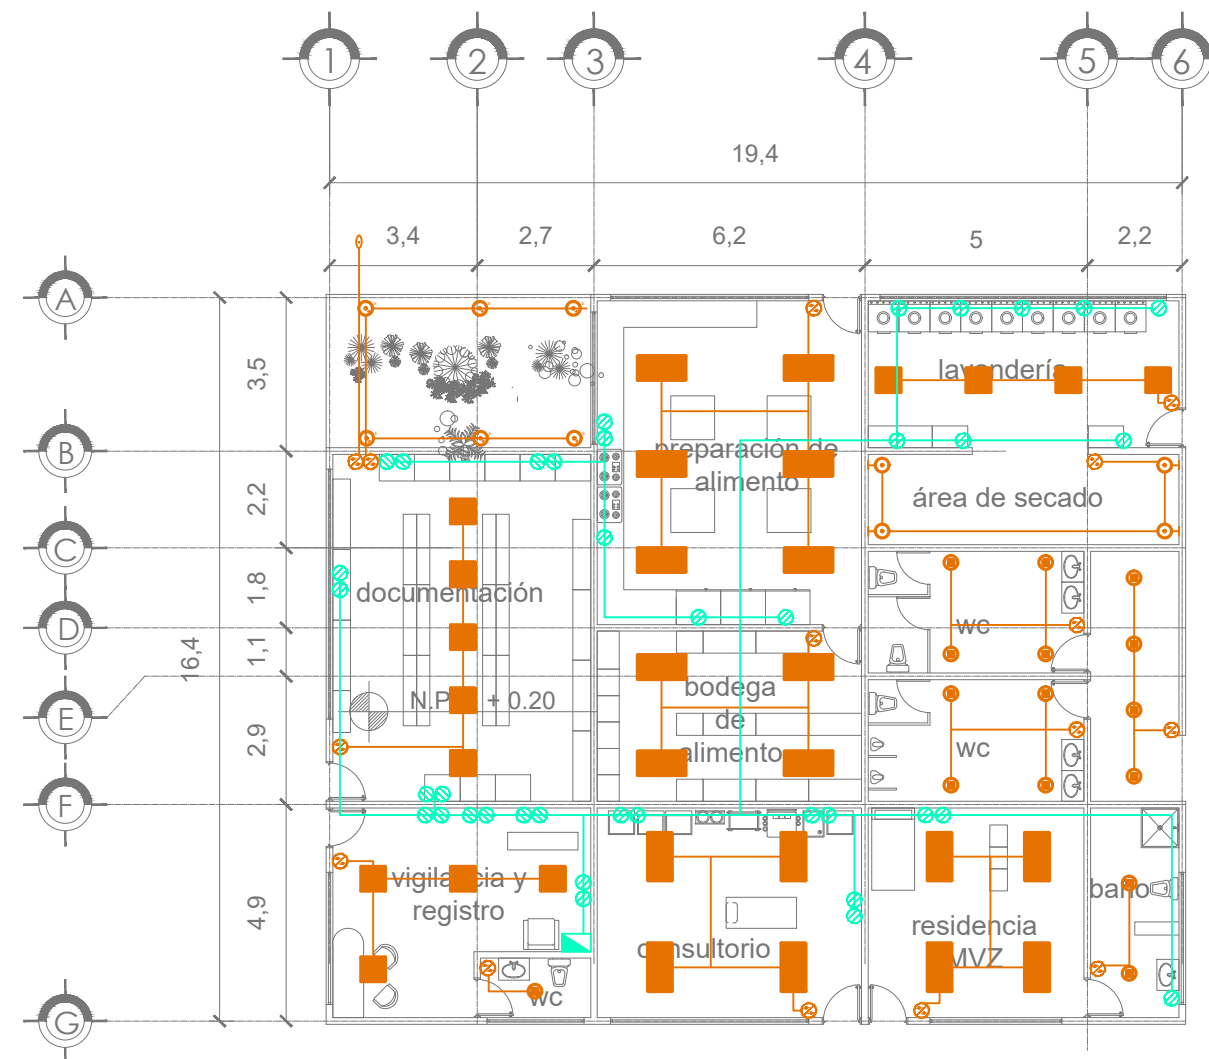 1 2 3 4 5 6
19,4
3,4 2,7 6,2 5 2,2
A
3,5
lavandería
B
preparación de
alimento
2,2
área de secado
C
1,8
documentación
D
wc
1,1
16,4
bodega
N.P. + 0.20
E
de
2,9
alimento
wc
F
vigilancia y
registro
baño
4,9
residencia
MVZ
consultorio
wc
G